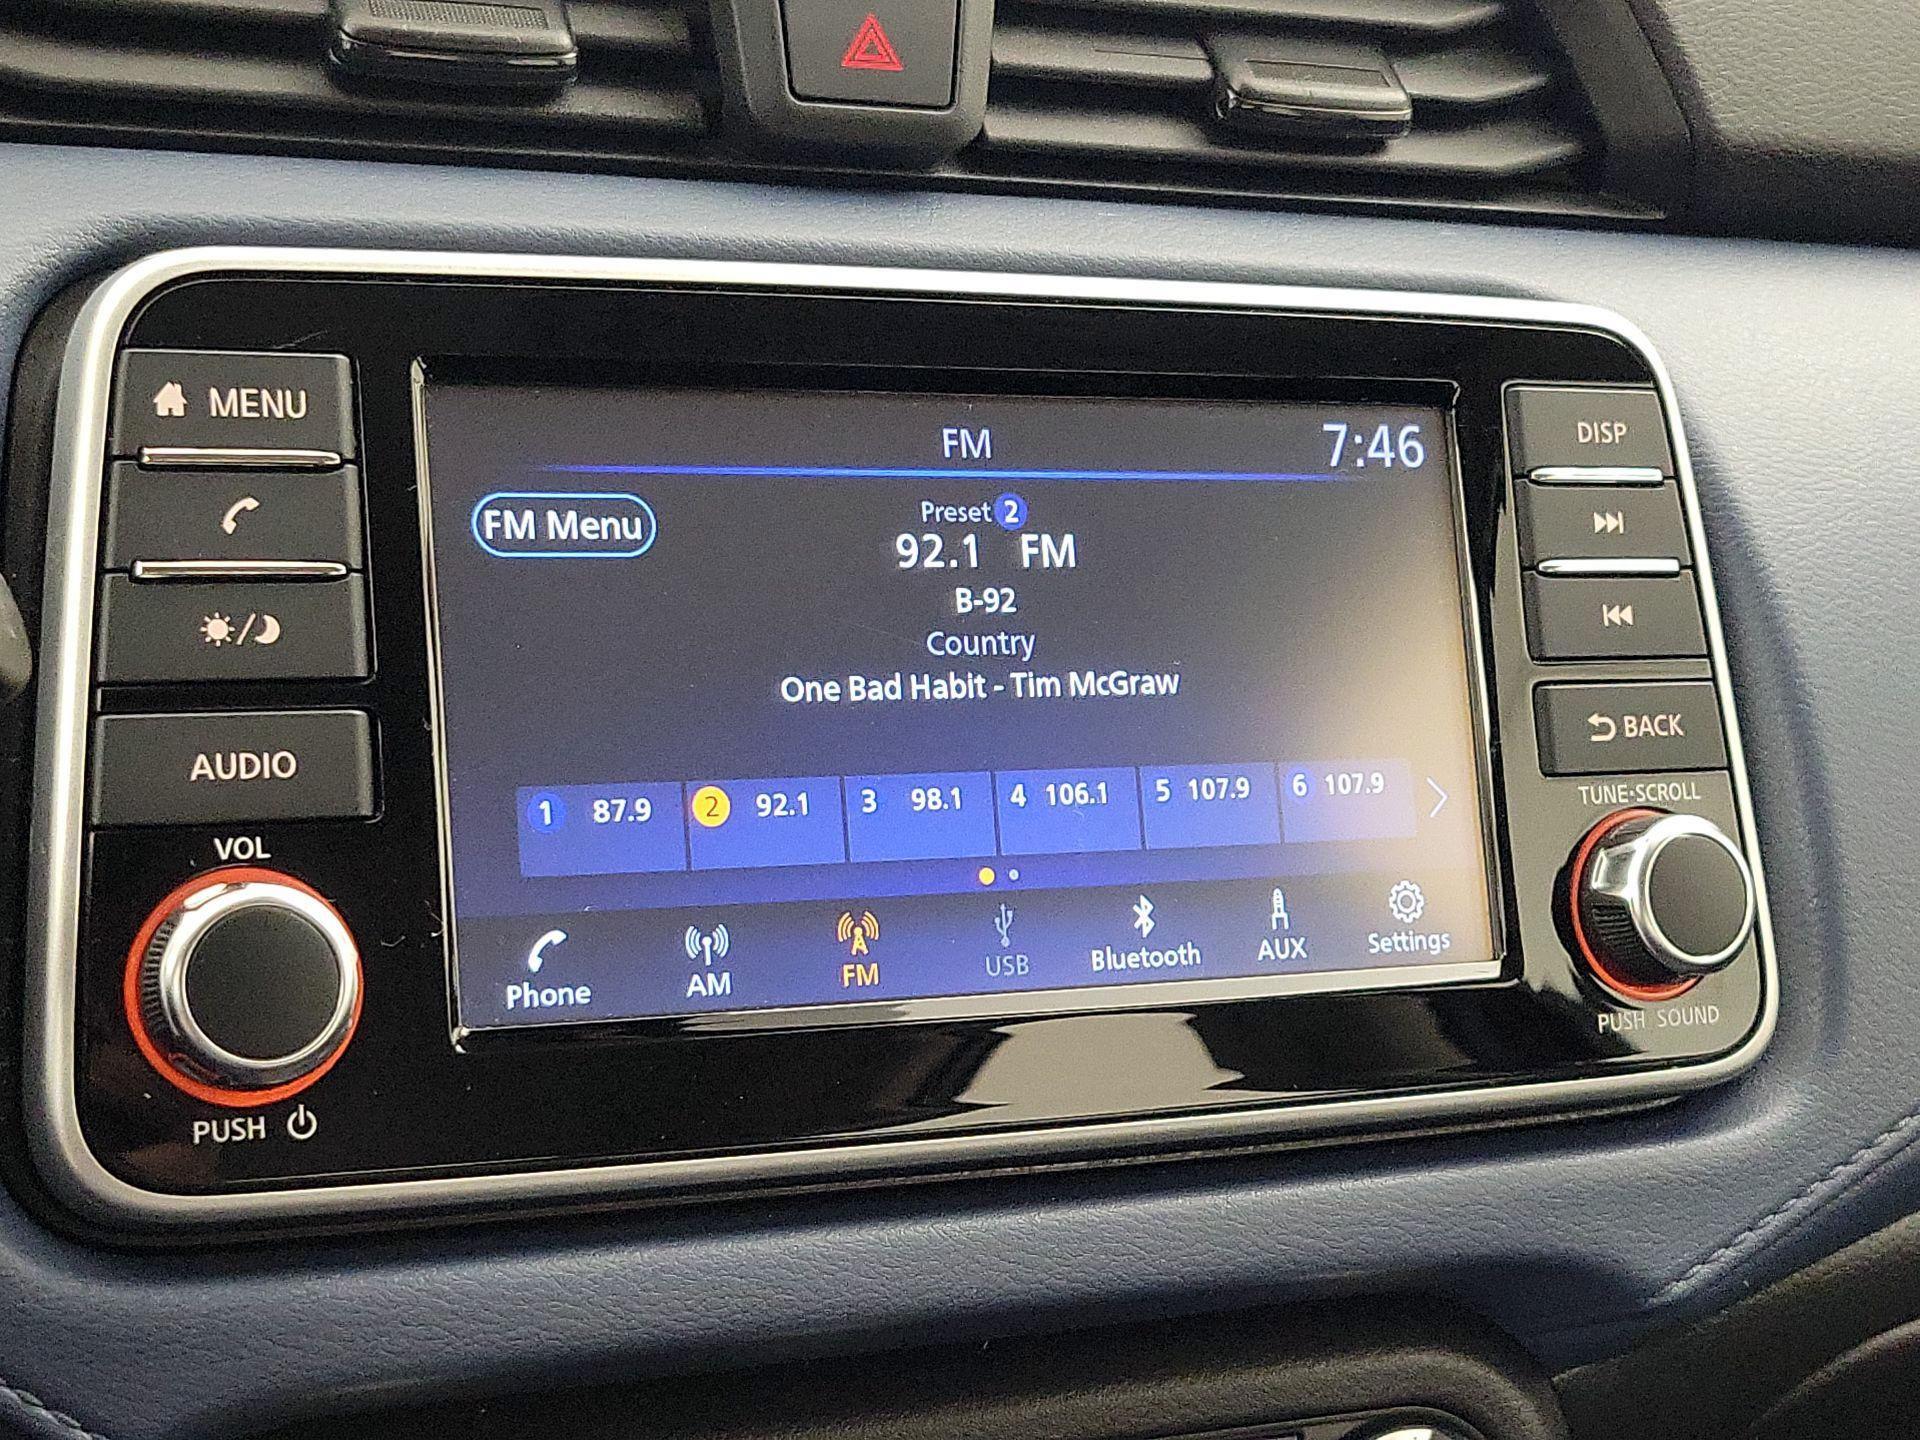 MENU
AUDIO
VOL
PUSH
FM
7:46
FM Menu
Preset 2
92.1 FM
B-92
Country
One Bad Habit - Tim McGraw
1 87.9
2 92.1
3 98.1
4 106.1
5 107.9
6 107.9
Phone
AM
FM
USB
Bluetooth
AUX
Settings
DISP
BACK
TUNE·SCROLL
PUSH SOUND